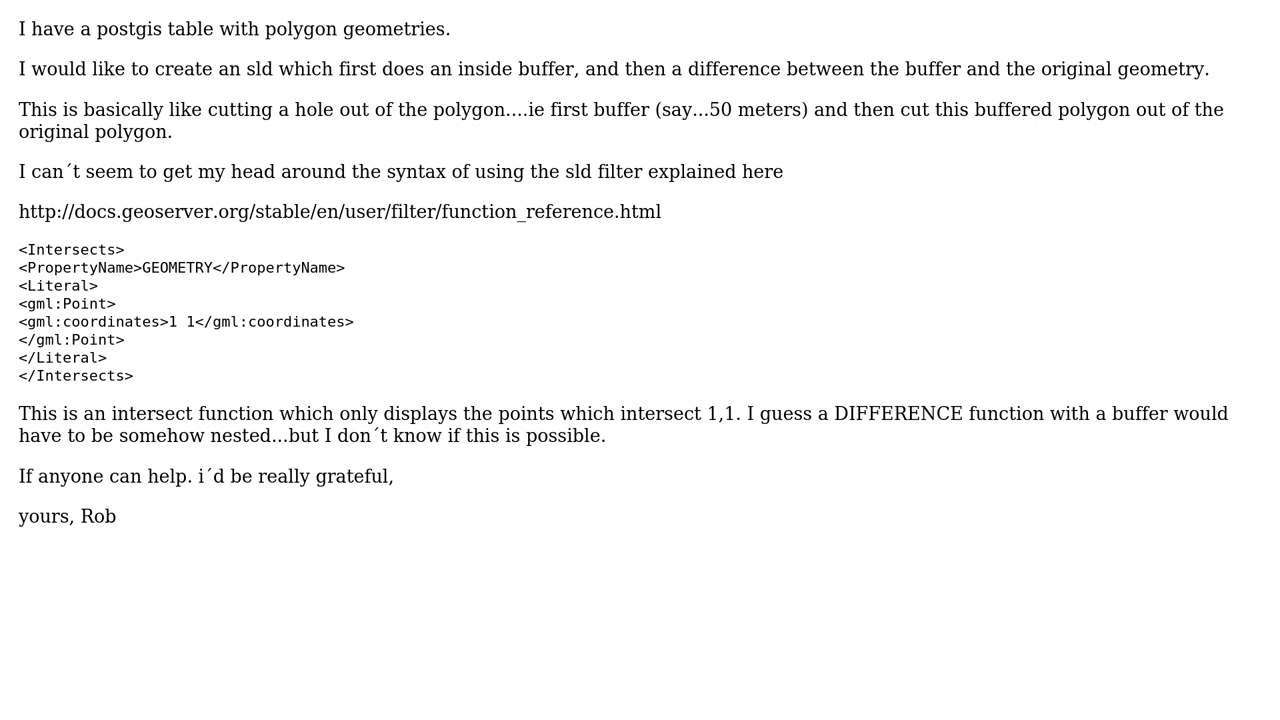 I have a postgis table with polygon geometries.
I would like to create an sld which first does an inside buffer, and then a difference between the buffer and the original geometry.
This is basically like cutting a hole out of the polygon....ie first buffer (say...50 meters) and then cut this buffered polygon out of the
original polygon.
I can´t seem to get my head around the syntax of using the sld filter explained here
http://docs.geoserver.org/stable/en/user/filter/function_reference.html
<Intersects>
<PropertyName>GEOMETRY</PropertyName>
<Literal>
<gml:Point>
<gml:coordinates>1 1</gml:coordinates>
</gml:Point>
</Literal>
</Intersects>
This is an intersect function which only displays the points which intersect 1,1. I guess a DIFFERENCE function with a buffer would
have to be somehow nested...but I don´t know if this is possible.
If anyone can help. i´d be really grateful,
yours, Rob